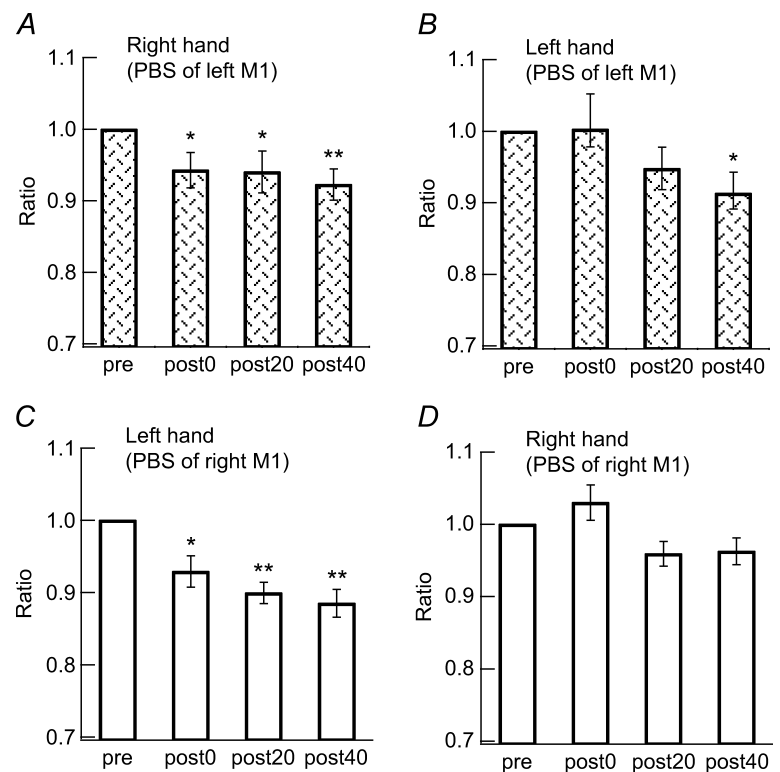 A
Right hand
(PBS of left M1)
1.1
1.0
0.9
0.8
0.7
Ratio
*
*
**
pre
post0
post20
post40
B
Left hand
(PBS of left M1)
1.1
1.0
0.9
0.8
0.7
Ratio
*
pre
post0
post20
post40
C
Left hand
(PBS of right M1)
1.1
1.0
0.9
0.8
0.7
Ratio
*
**
**
pre
post0
post20
post40
D
Right hand
(PBS of right M1)
1.1
1.0
0.9
0.8
0.7
Ratio
pre
post0
post20
post40